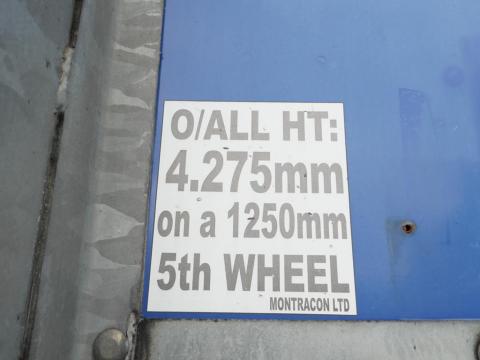 O/ALL HT:
4.275mm
on a 1250mm
5th WHEEL
MONTRACON LTD